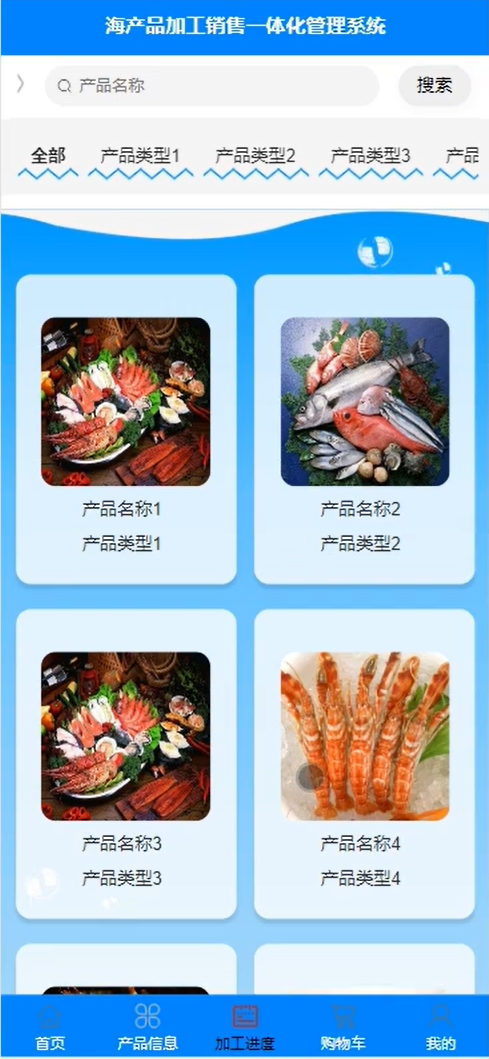 海产品加工销售一体化管理系统
产品名称 搜索
全部 产品类型1 产品类型2 产品类型3 产品
产品名称1 产品名称2
产品类型1 产品类型2
产品名称3 产品名称4
产品类型3 产品类型4
首页 产品信息 加工进度 购物车 我的